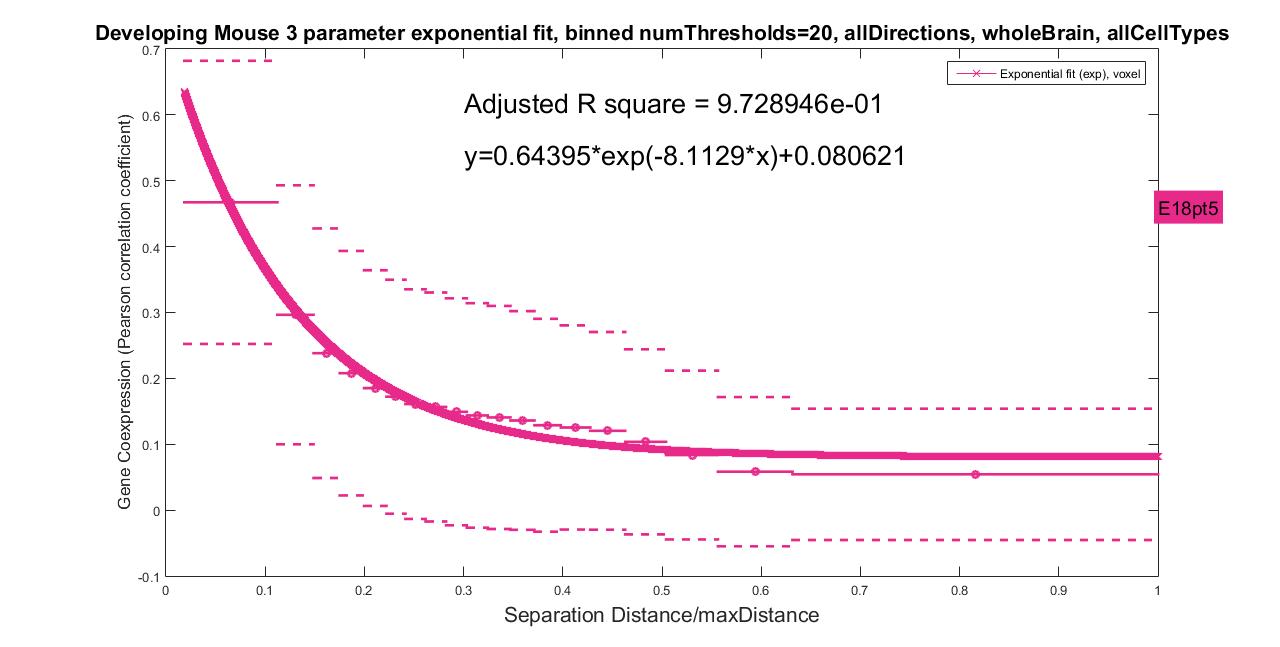 Developing Mouse 3 parameter exponential fit, binned numThresholds=20, allDirections, wholeBrain, allCellTypes
Exponential fit (exp), voxel
Adjusted R square = 9.728946e-01
y=0.64395*exp(-8.1129*x)+0.080621
E18pt5
Gene Coexpression (Pearson correlation coefficient)
0.7
0.6
0.5
0.4
0.3
0.2
0.1
0
-0.1
0 0.1 0.2 0.3 0.4 0.5 0.6 0.7 0.8 0.9 1
Separation Distance/maxDistance